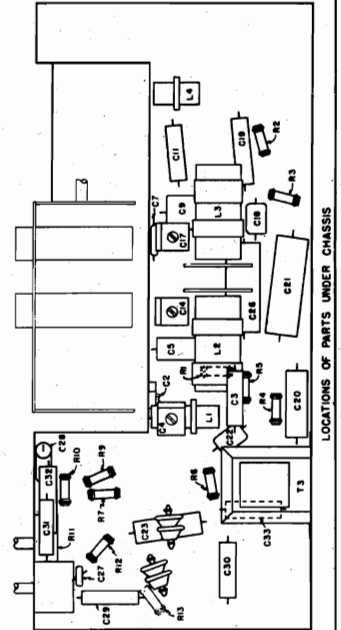 L4
C11
C19
R2
R3
C7
C9
L3
C18
C17
C21
C14
C26
C5
L2
R1
R5
C2
C3
R4
C20
C4
L1
C22
C28
R10
R9
C32
R7
R6
T3
C33
C31
R11
C23
R12
C27
C30
C29
R13
LOCATIONS OF PARTS UNDER CHASSIS